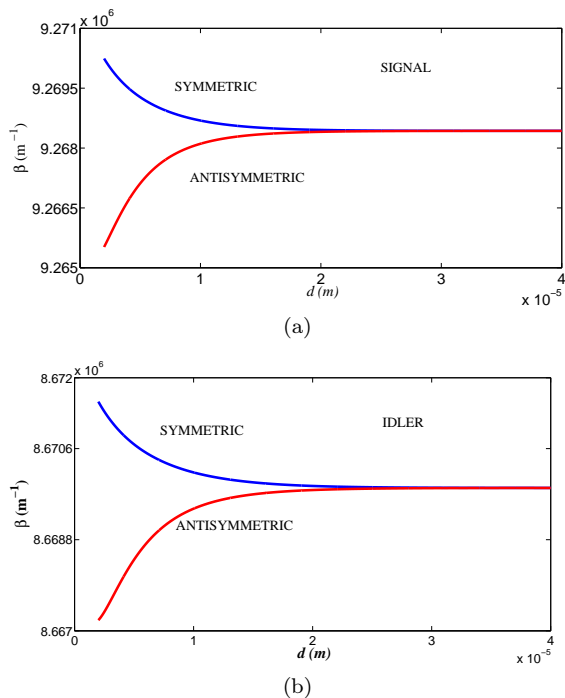 x 10^6
9.271
9.2695
9.268
9.2665
9.265
β (m^−1)
SYMMETRIC
SIGNAL
ANTISYMMETRIC
0 1 2 3 4
d (m)
x 10^−5
(a)
x 10^6
8.672
8.6706
8.6688
8.667
β (m^−1)
SYMMETRIC
IDLER
ANTISYMMETRIC
0 1 2 3 4
d (m)
x 10^−5
(b)